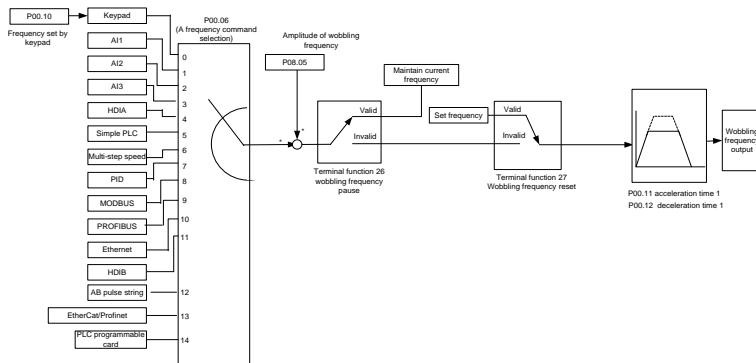 P00.10
Frequency set by
keypad
Keypad
AI1
AI2
AI3
HDIA
Simple PLC
Multi-step speed
PID
MODBUS
PROFIBUS
Ethernet
HDIB
AB pulse string
EtherCat/Profinet
PLC programmable
card
P00.06
(A frequency command
selection)
0
1
2
3
4
5
6
7
8
9
10
11
12
13
14
Amplitude of wobbling
frequency
P08.05
+
+
Maintain current
frequency
Valid
Invalid
Terminal function 26
wobbling frequency
pause
Set frequency
Valid
Invalid
Terminal function 27
Wobbling frequency reset
P00.11 accleration time 1
P00.12 deceleration time 1
Wobbling
frequency
output